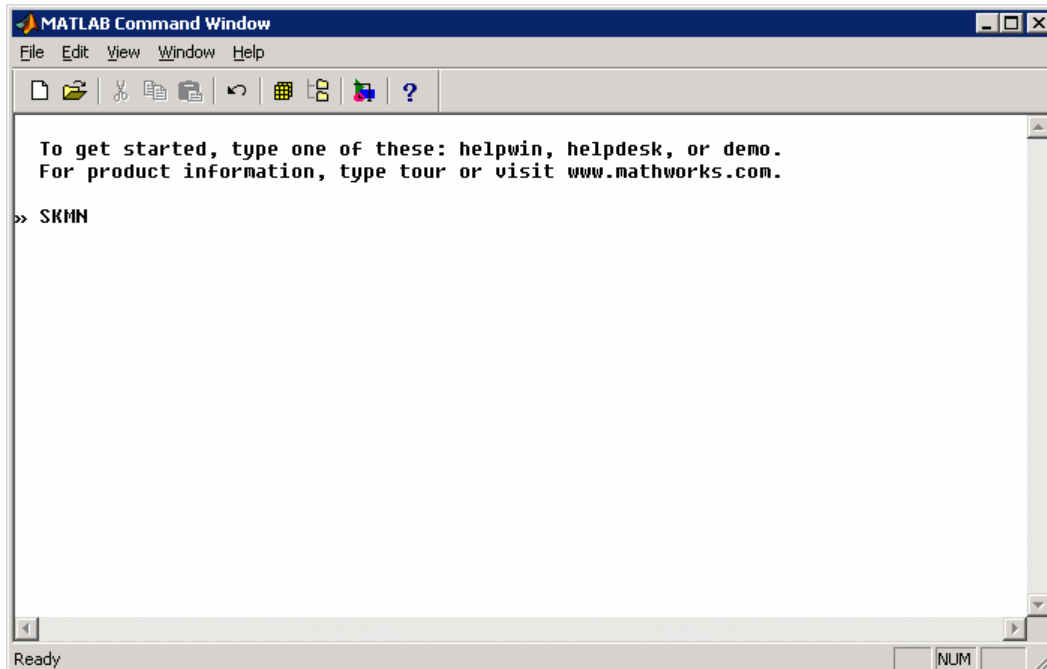 MATLAB Command Window
File Edit View Window Help
?
To get started, type one of these: helpwin, helpdesk, or demo.
For product information, type tour or visit www.mathworks.com.
» SKMN
Ready NUM